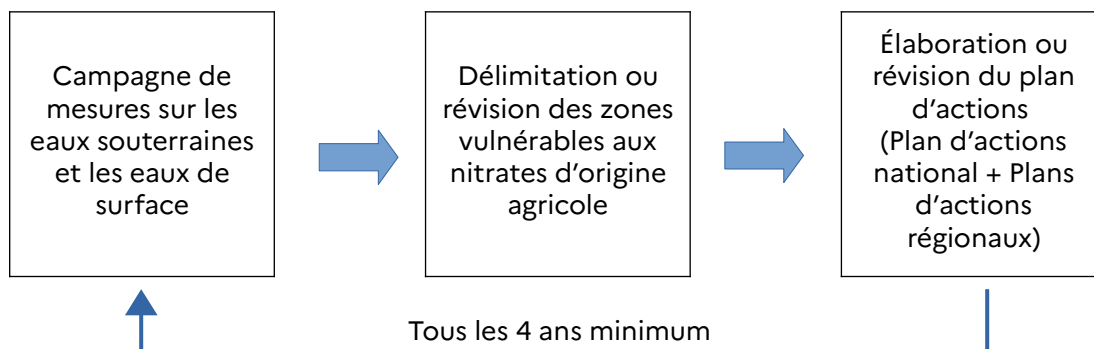 Campagne de
mesures sur les
eaux souterraines
et les eaux de
surface
Délimitation ou
révision des zones
vulnérables aux
nitrates d’origine
agricole
Élaboration ou
révision du plan
d’actions
(Plan d’actions
national + Plans
d’actions
régionaux)
Tous les 4 ans minimum